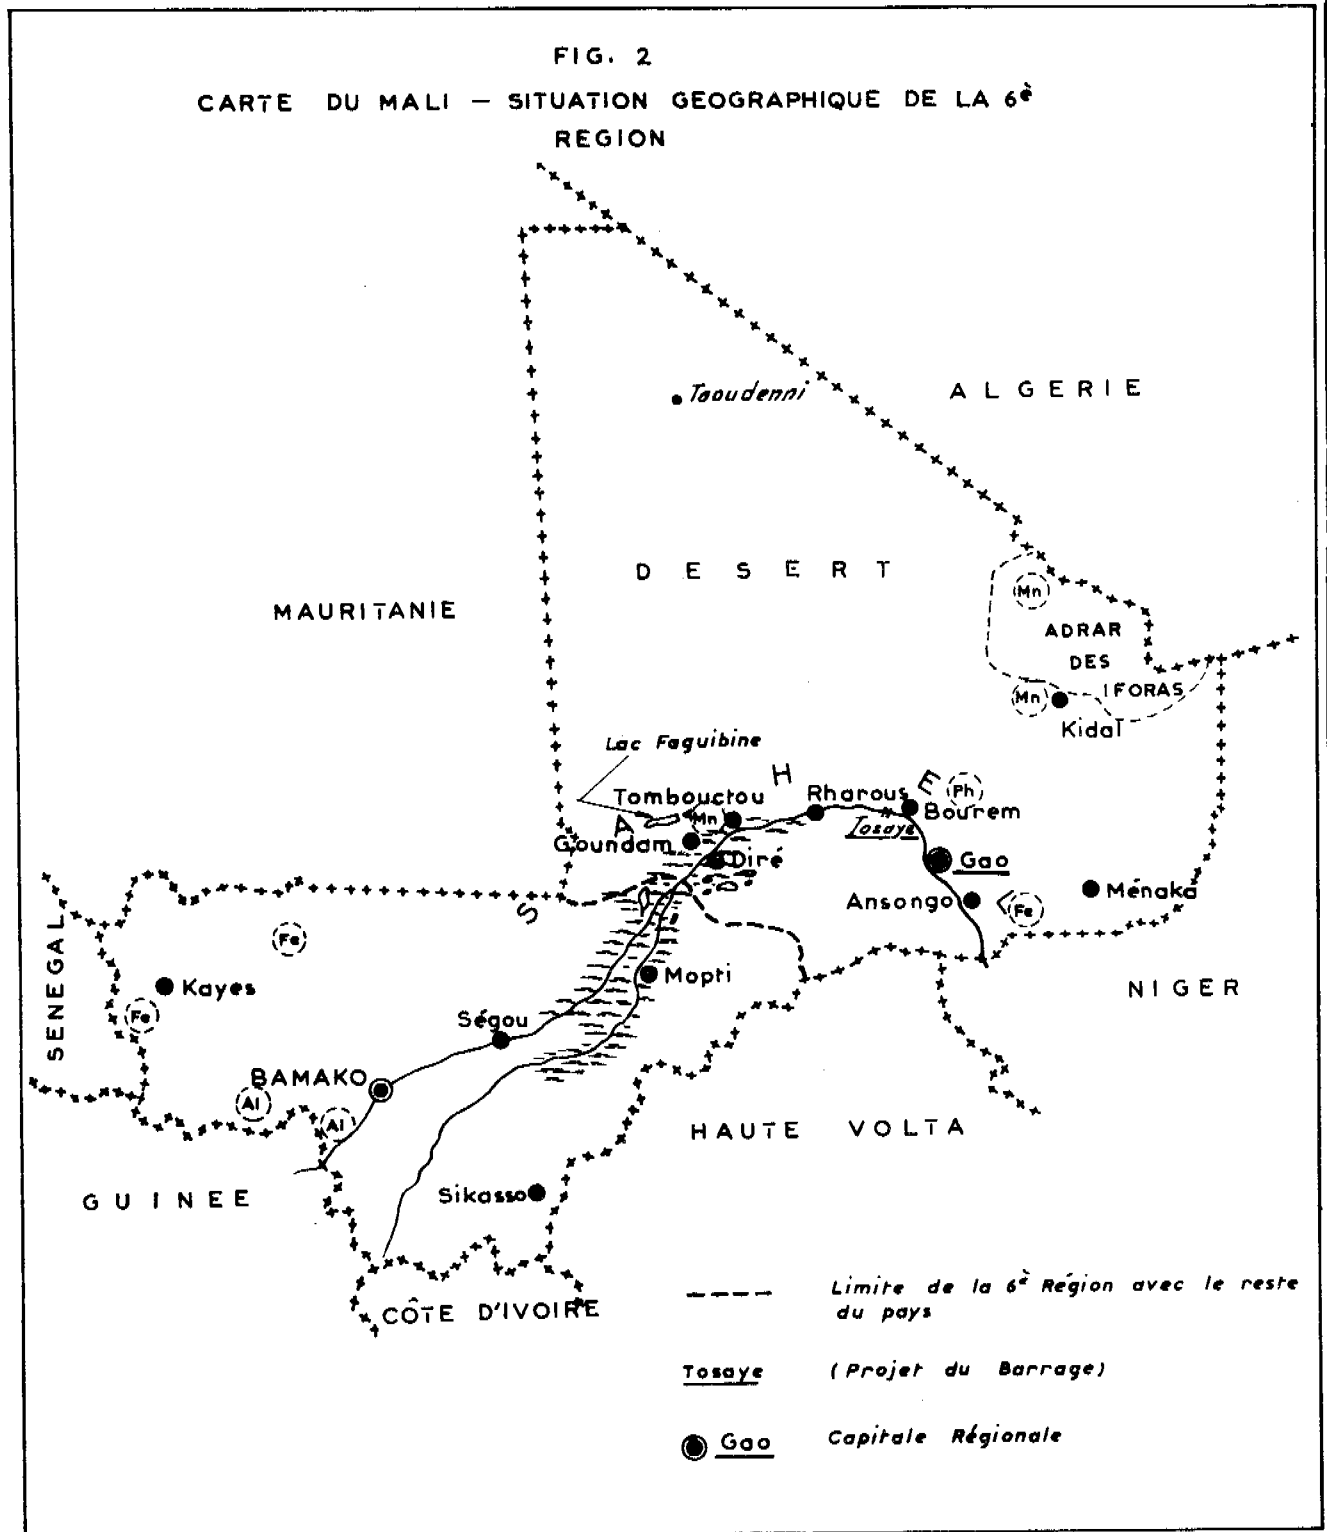 FIG. 2
CARTE DU MALI — SITUATION GEOGRAPHIQUE DE LA 6è
REGION
Taoudenni
ALGERIE
DESERT
MAURITANIE
Mn
ADRAR
DES
IFORAS
Mn
Kidal
Lac Faguibine
H
E
Ph
Tombouctou
Rharous
Bourem
A
Mn
Tosaye
Goundam
Diré
Gao
Ménaka
Ansongo
L
Fe
S
SENEGAL
Fe
Kayes
Mopti
NIGER
Fe
Ségou
BAMAKO
Al
Al
HAUTE VOLTA
GUINEE
Sikasso
CÔTE D'IVOIRE
Limite de la 6è Région avec le reste
du pays
Tosaye (Projet du Barrage)
Gao Capitale Régionale